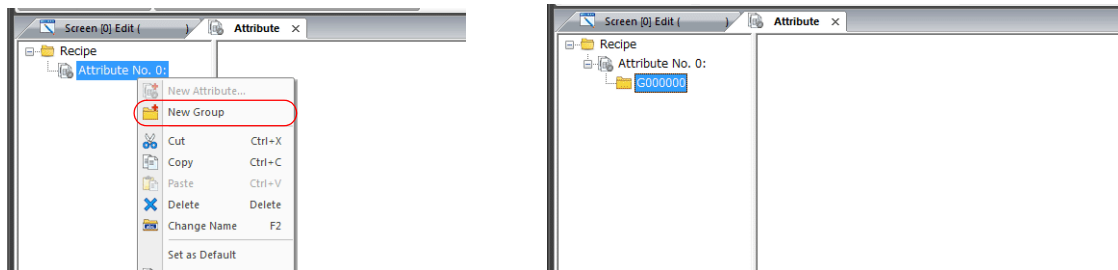 Screen [0] Edit ( ) Attribute ×
Recipe
Attribute No. 0:
New Attribute...
New Group
Cut Ctrl+X
Copy Ctrl+C
Paste Ctrl+V
Delete Delete
Change Name F2
Set as Default
Screen [0] Edit ( ) Attribute ×
Recipe
Attribute No. 0:
G000000